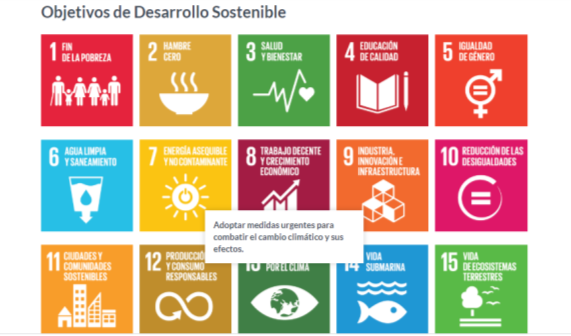 Objetivos de Desarrollo Sostenible
1 FIN
DE LA POBREZA
2 HAMBRE
CERO
3 SALUD
Y BIENESTAR
4 EDUCACIÓN
DE CALIDAD
5 IGUALDAD
DE GÉNERO
6 AGUA LIMPIA
Y SANEAMIENTO
7 ENERGÍA ASEQUIBLE
Y NO CONTAMINANTE
8 TRABAJO DECENTE
Y CRECIMIENTO
ECONÓMICO
9 INDUSTRIA,
INNOVACIÓN E
INFRAESTRUCTURA
10 REDUCCIÓN DE LAS
DESIGUALDADES
Adoptar medidas urgentes para
combatir el cambio climático y sus
efectos.
11 CIUDADES Y
COMUNIDADES
SOSTENIBLES
12 PRODUCCIÓN
Y CONSUMO
RESPONSABLES
13
POR EL CLIMA
14 VIDA
SUBMARINA
15 VIDA
DE ECOSISTEMAS
TERRESTRES